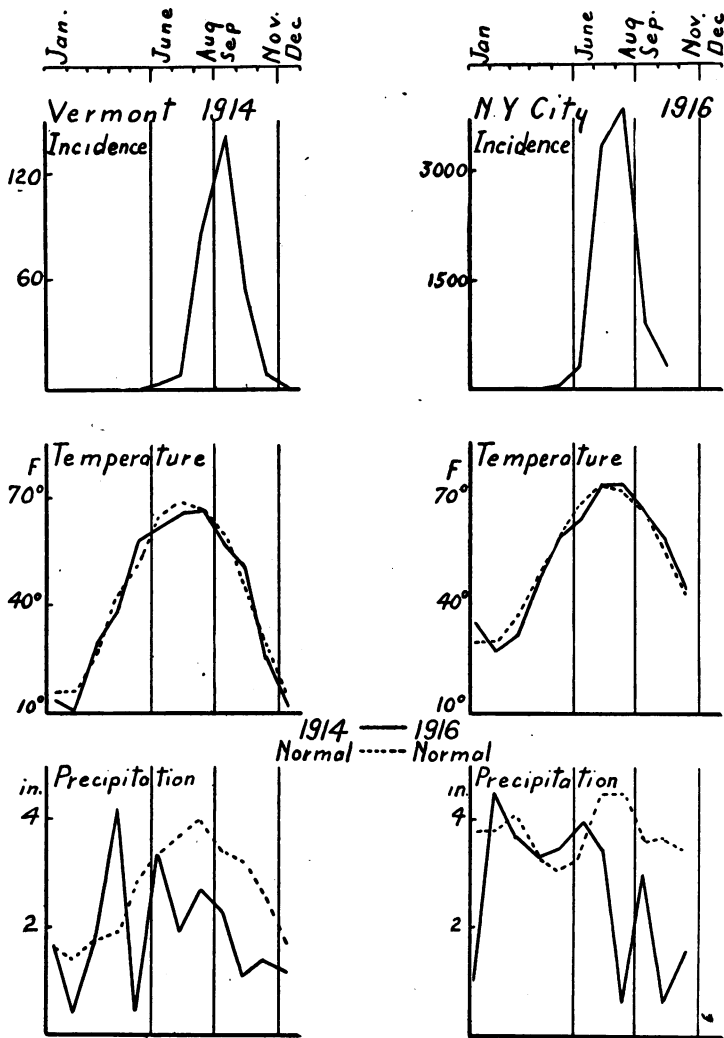 Jan. June Aug Sep Nov. Dec
Vermont 1914
Incidence
120
60
F Temperature
70°
40°
10°
in. Precipitation
4
2
Jan June Aug. Sep. Nov. Dec
N Y City 1916
Incidence
3000
1500
F Temperature
70°
40°
10°
1914 1916
Normal Normal
in. Precipitation
4
2